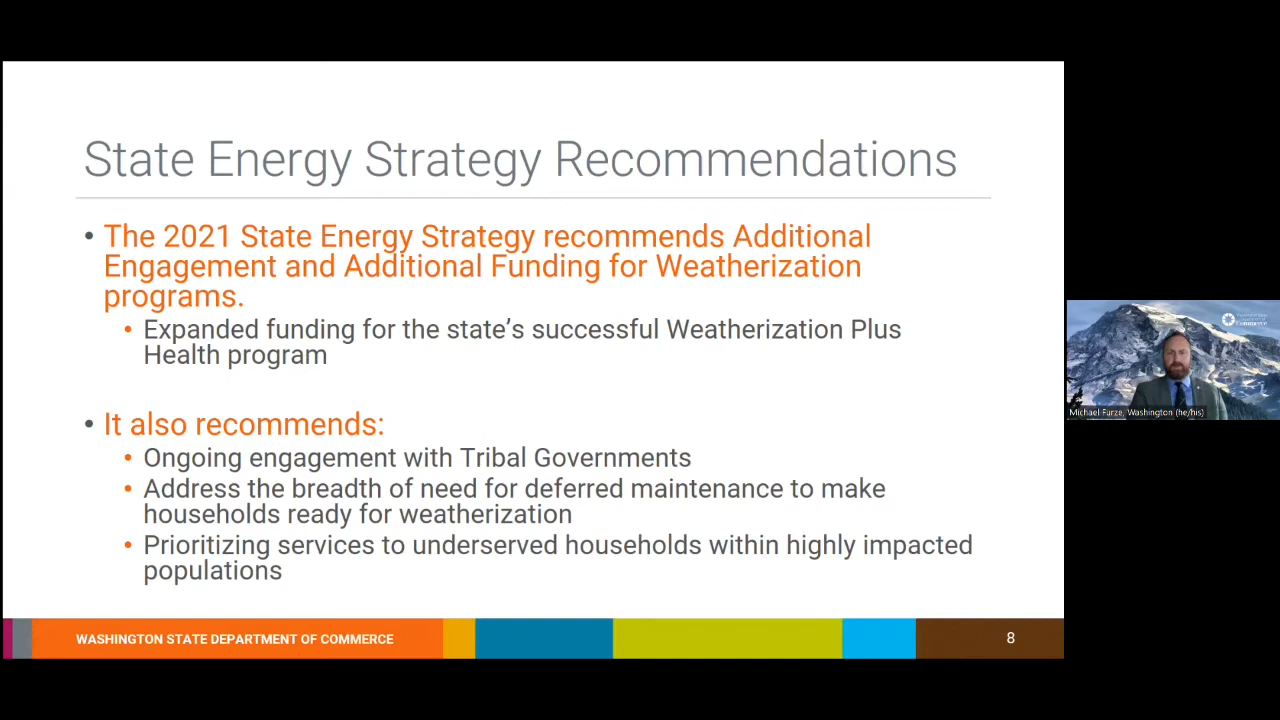 State Energy Strategy Recommendations
• The 2021 State Energy Strategy recommends Additional
Engagement and Additional Funding for Weatherization
programs.
• Expanded funding for the state’s successful Weatherization Plus
Health program
• It also recommends:
• Ongoing engagement with Tribal Governments
• Address the breadth of need for deferred maintenance to make
households ready for weatherization
• Prioritizing services to underserved households within highly impacted
populations
WASHINGTON STATE DEPARTMENT OF COMMERCE
8
Commerce
Michael Furze, Washington (he/his)